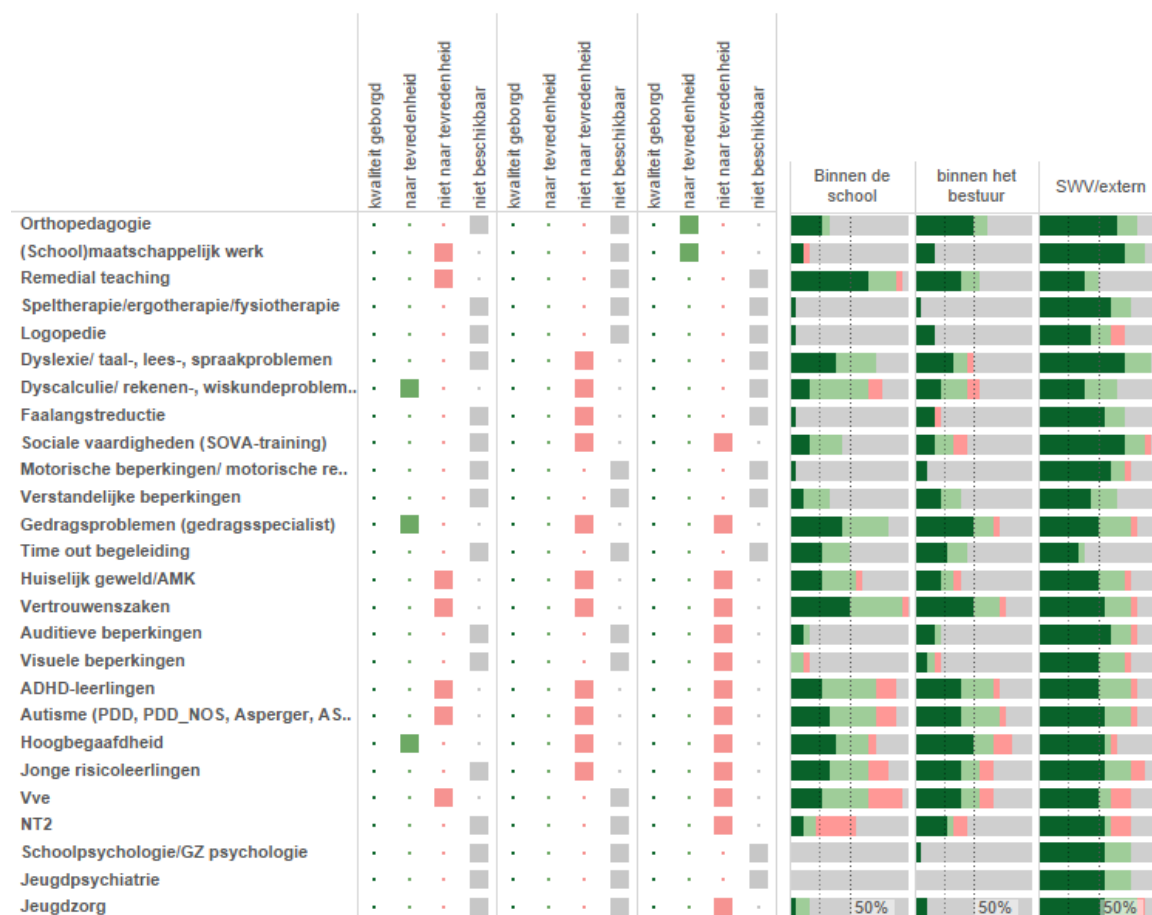 kwaliteit geborgd
naar tevredenheid
niet naar tevredenheid
niet beschikbaar
kwaliteit geborgd
naar tevredenheid
niet naar tevredenheid
niet beschikbaar
kwaliteit geborgd
naar tevredenheid
niet naar tevredenheid
niet beschikbaar
Binnen de
school
binnen het
bestuur
SWV/extern
Orthopedagogie
(School)maatschappelijk werk
Remedial teaching
Speltherapie/ergotherapie/fysiotherapie
Logopedie
Dyslexie/ taal-, lees-, spraakproblemen
Dyscalculie/ rekenen-, wiskundeproblem..
Faalangstreductie
Sociale vaardigheden (SOVA-training)
Motorische beperkingen/ motorische re..
Verstandelijke beperkingen
Gedragsproblemen (gedragsspecialist)
Time out begeleiding
Huiselijk geweld/AMK
Vertrouwenszaken
Auditieve beperkingen
Visuele beperkingen
ADHD-leerlingen
Autisme (PDD, PDD_NOS, Asperger, AS..
Hoogbegaafdheid
Jonge risicoleerlingen
Vve
NT2
Schoolpsychologie/GZ psychologie
Jeugdpsychiatrie
Jeugdzorg 50% 50% 50%